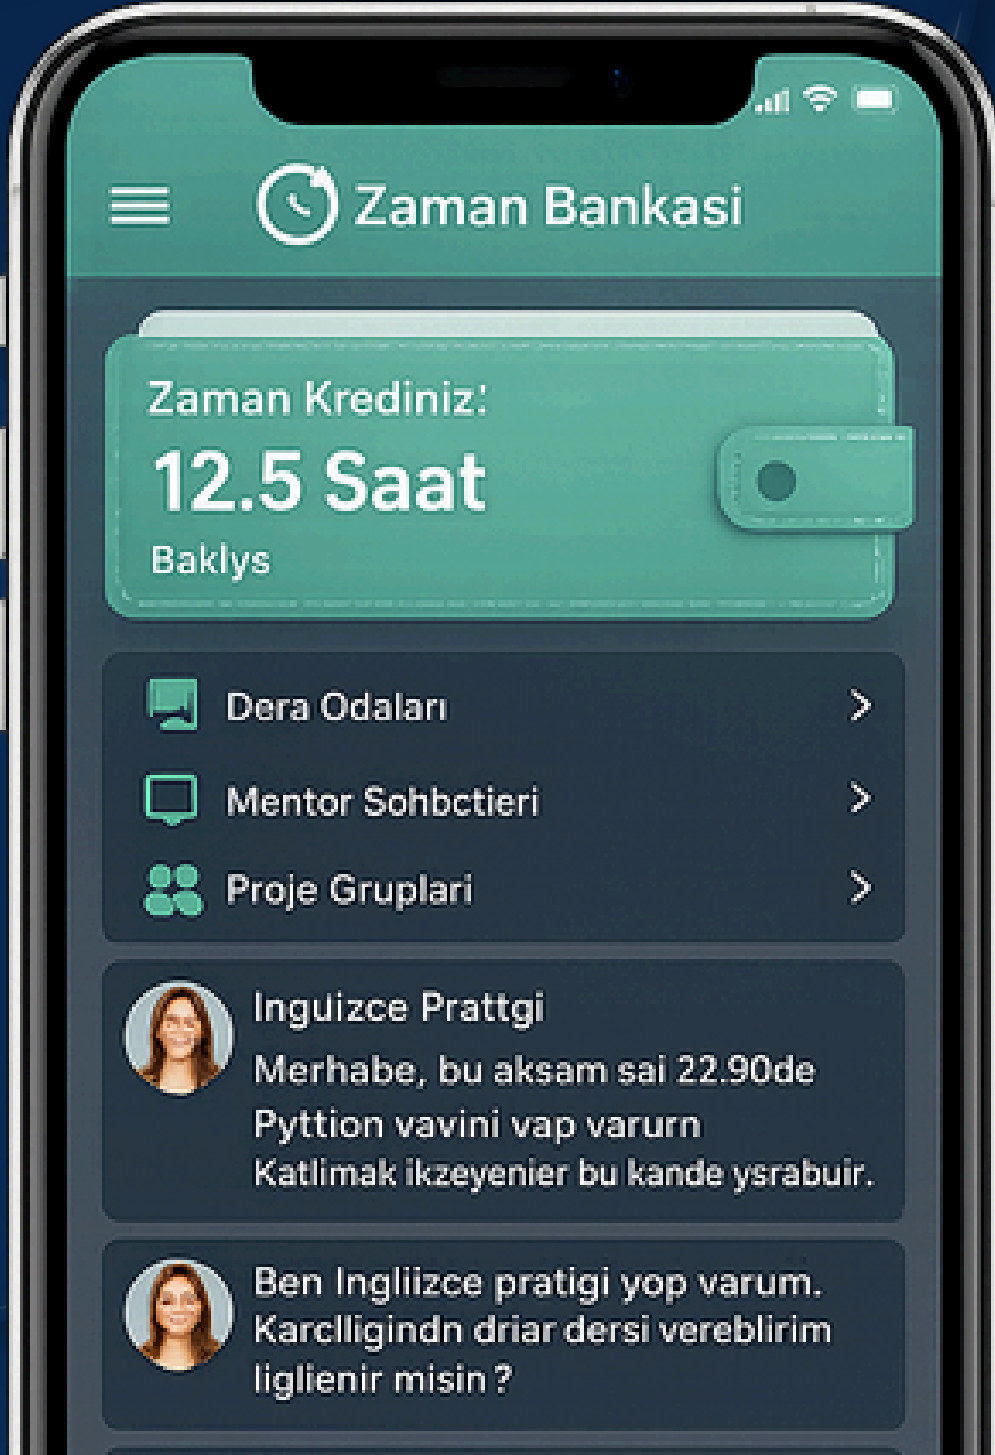 Zaman Bankasi
Zaman Krediniz:
12.5 Saat
Baklys
Dera Odaları
Mentor Sohbctieri
Proje Gruplari
Inguizce Prattgi
Merhabe, bu aksam sai 22.90de
Pyttion vavini vap varurn
Katlimak ikzeyenier bu kande ysrabuir.
Ben Ingliizce pratigi yop varum.
Karclligindn driar dersi vereblirim
liglienir misin ?